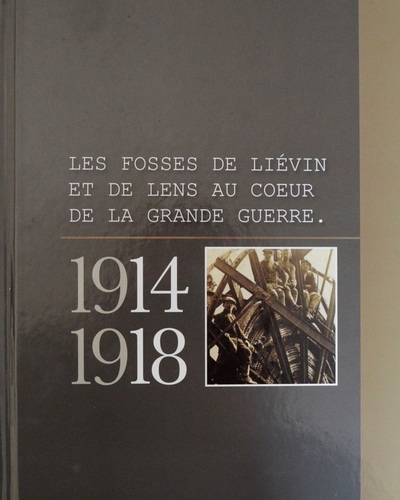 LES FOSSES DE LIÉVIN
ET DE LENS AU COEUR
DE LA GRANDE GUERRE.
1914
1918